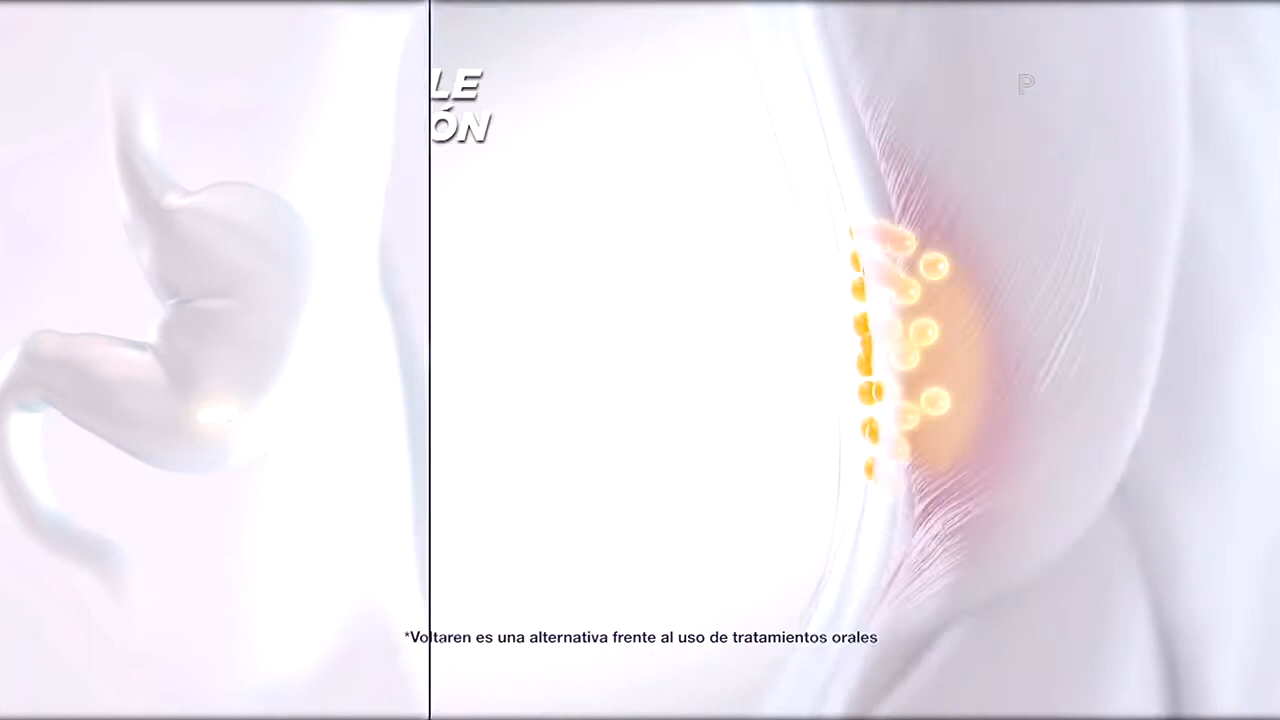 LE
ÓN
P
*Voltaren es una alternativa frente al uso de tratamientos orales